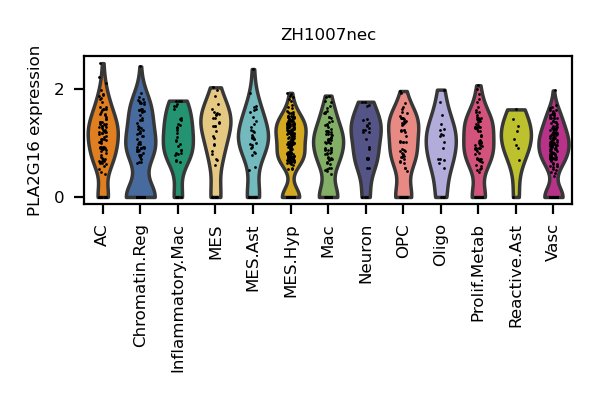 ZH1007nec
PLA2G16 expression
2
0
AC
Chromatin.Reg
Inflammatory.Mac
MES
MES.Ast
MES.Hyp
Mac
Neuron
OPC
Oligo
Prolif.Metab
Reactive.Ast
Vasc